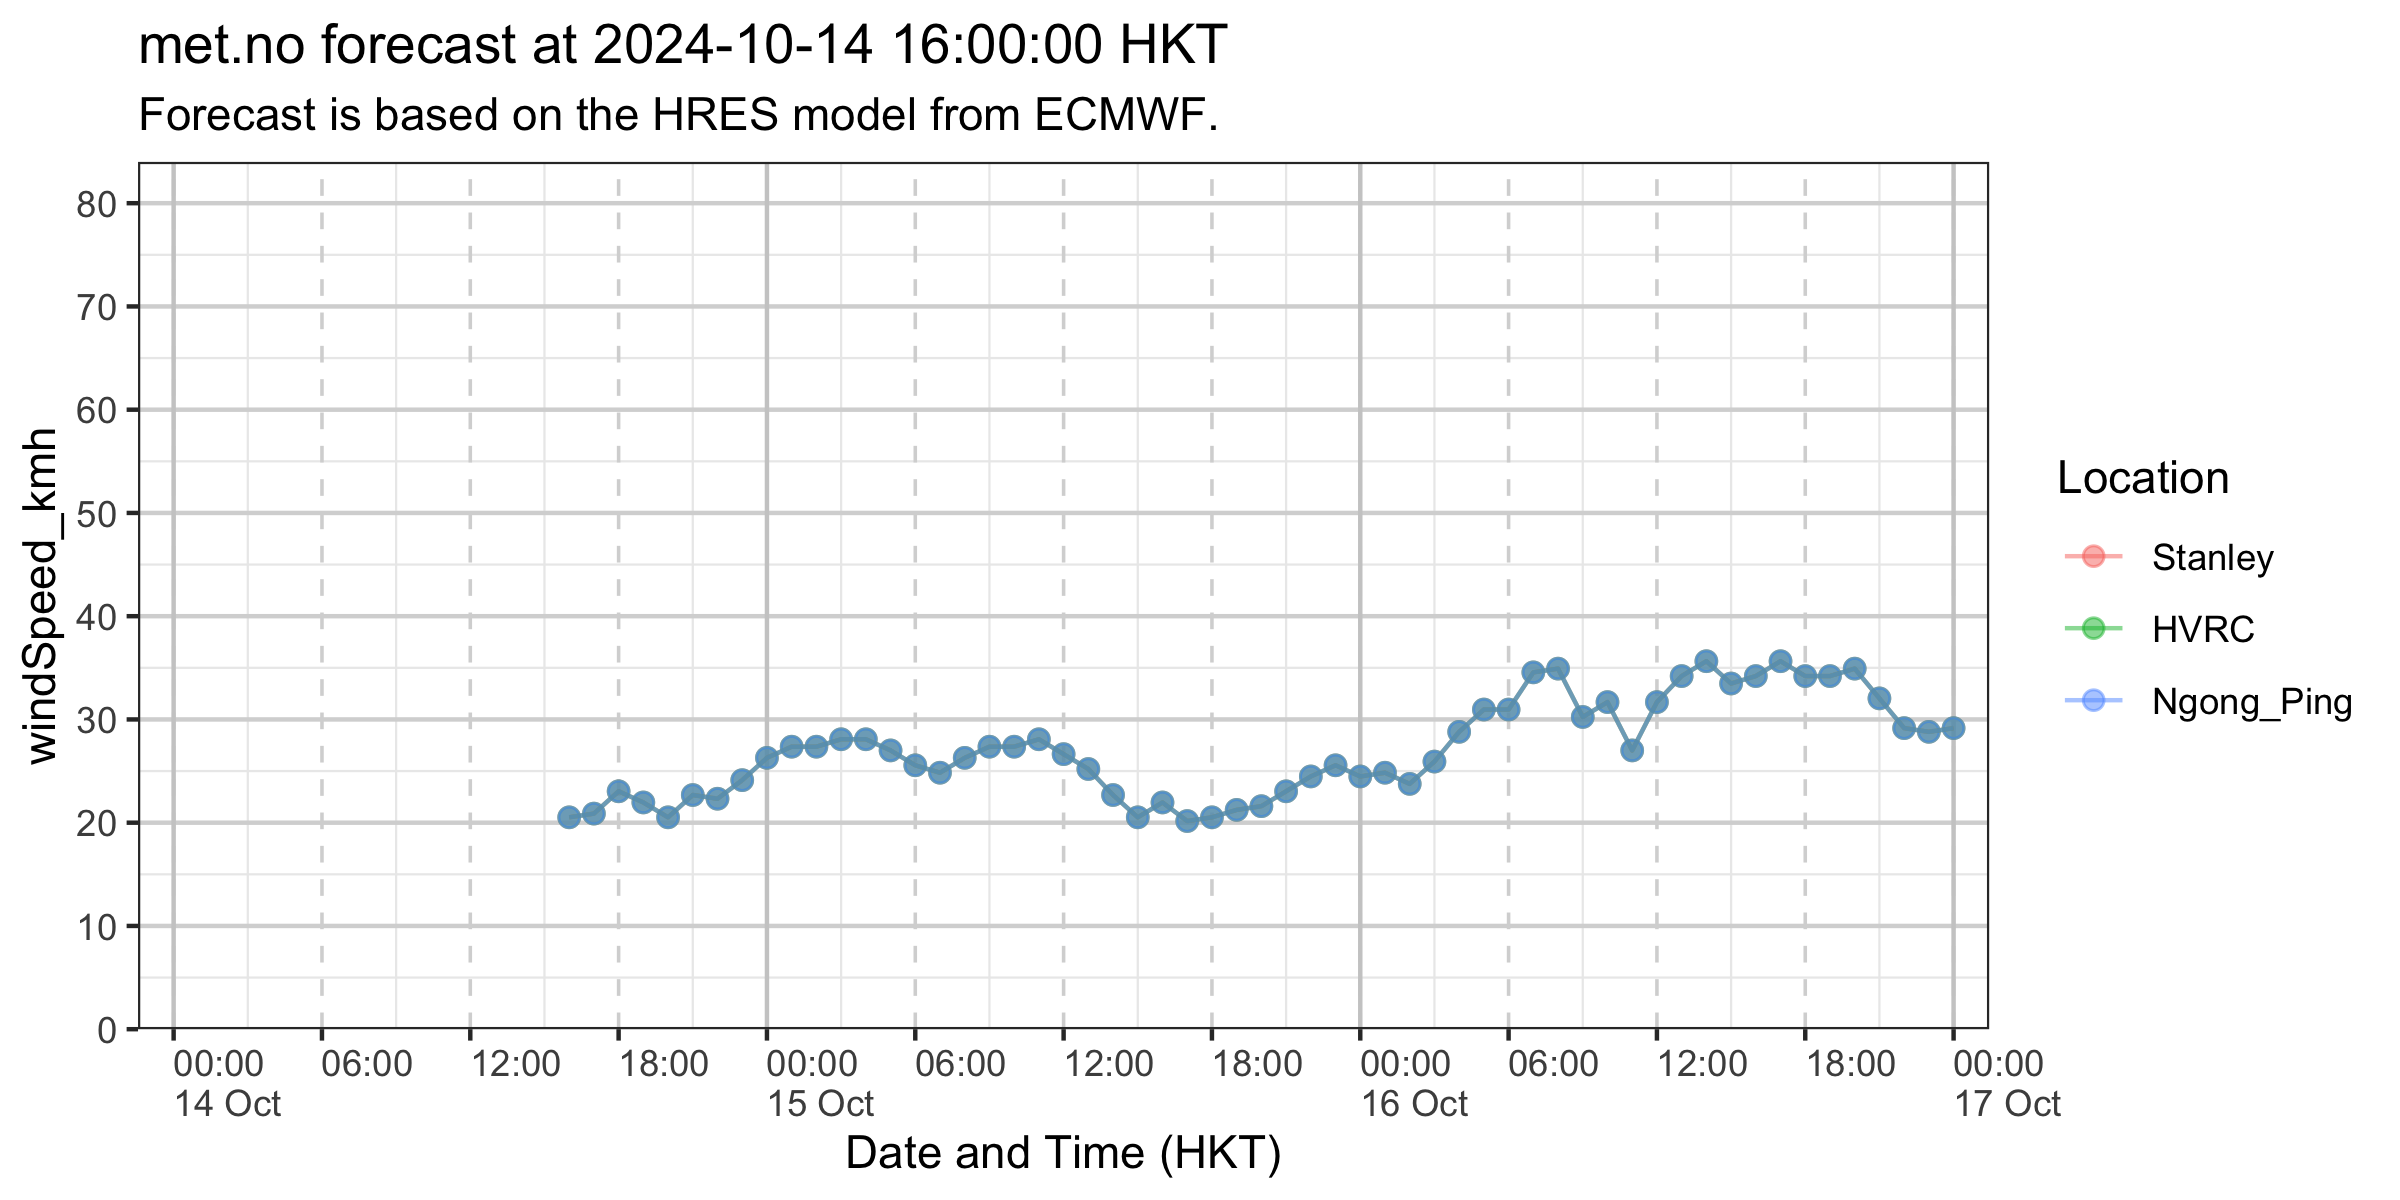 met.no forecast at 2024-10-14 16:00:00 HKT
Forecast is based on the HRES model from ECMWF.
windSpeed_kmh
80
70
60
50
40
30
20
10
0
00:00 06:00 12:00 18:00 00:00 06:00 12:00 18:00 00:00 06:00 12:00 18:00 00:00
14 Oct 15 Oct 16 Oct 17 Oct
Date and Time (HKT)
Location
Stanley
HVRC
Ngong_Ping